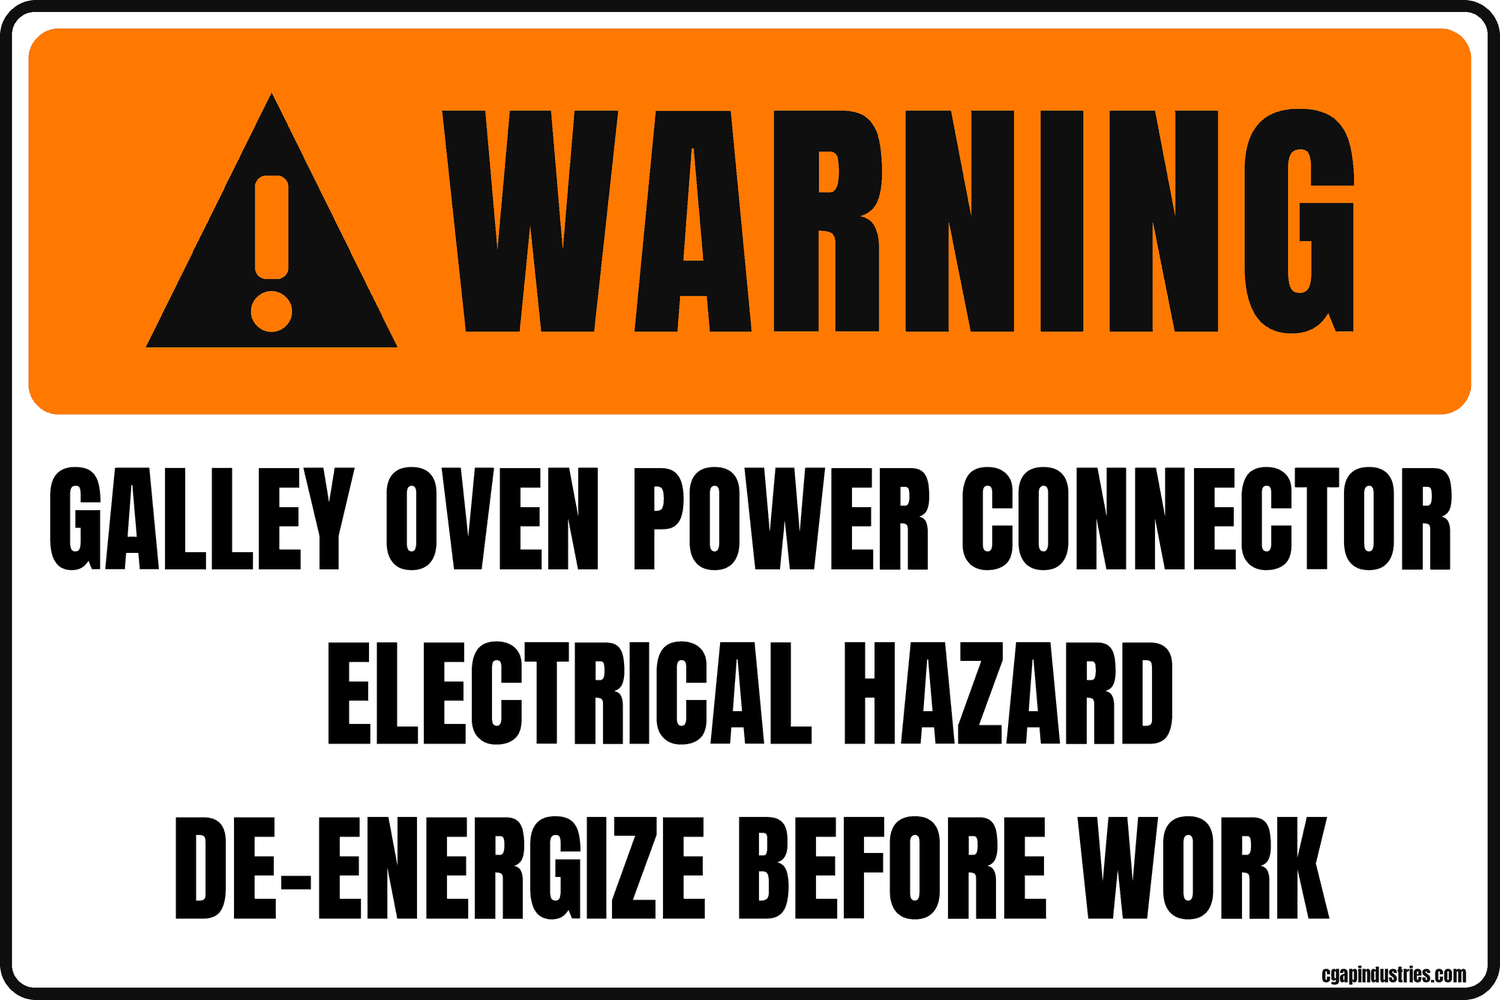 WARNING
GALLEY OVEN POWER CONNECTOR
ELECTRICAL HAZARD
DE-ENERGIZE BEFORE WORK
cgapindustries.com